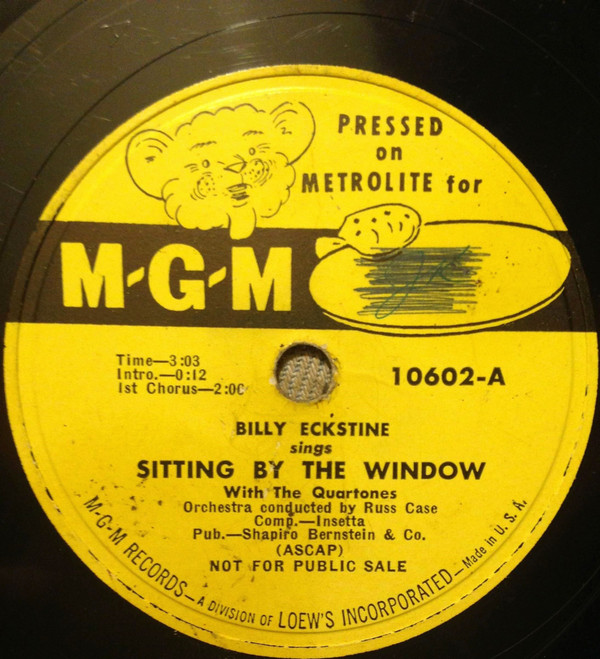 PRESSED
on
METROLITE for
M-G-M
Time—3:03
Intro.—0:12
1st Chorus—2:00
10602-A
BILLY ECKSTINE
sings
SITTING BY THE WINDOW
With The Quartones
Orchestra conducted by Russ Case
Comp.—Insetta
Pub.—Shapiro Bernstein & Co.
(ASCAP)
NOT FOR PUBLIC SALE
M-G-M RECORDS—A DIVISION OF LOEW'S INCORPORATED—Made in U. S. A.